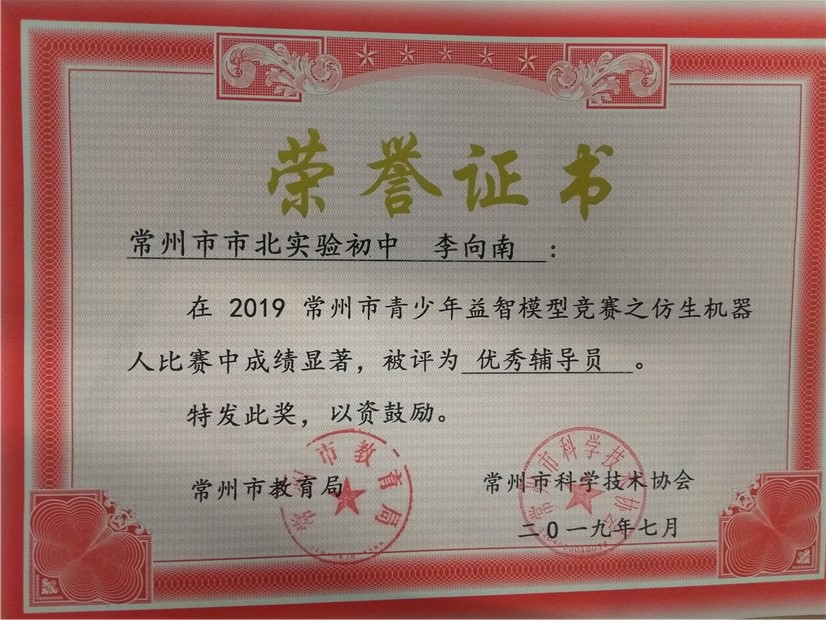 荣誉证书
常州市市北实验初中 李向南 :
在 2019 常州市青少年益智模型竞赛之仿生机器
人比赛中成绩显著，被评为 优秀辅导员 。
特发此奖，以资鼓励。
常州市教育局
常州市科学技术协会
二0一九年七月